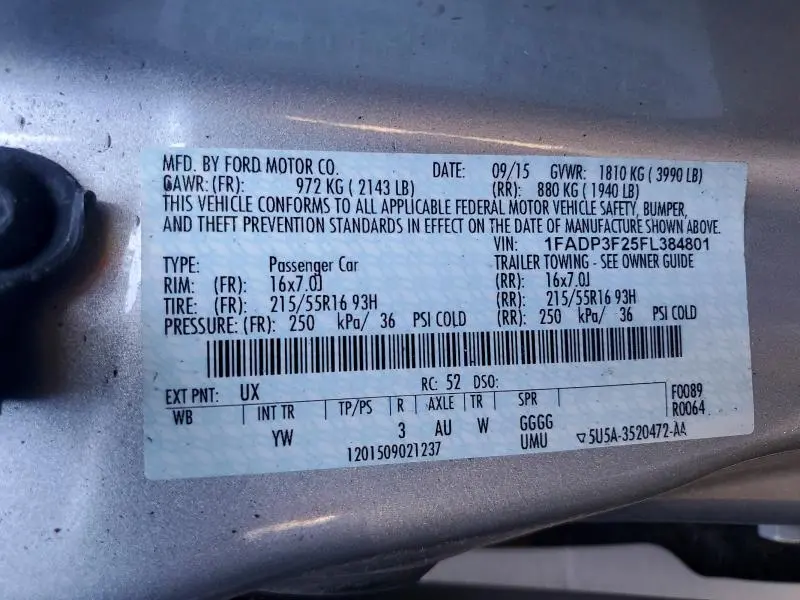 MFD. BY FORD MOTOR CO. DATE: 09/15 GVWR: 1810 KG ( 3990 LB)
GAWR: (FR): 972 KG ( 2143 LB) (RR): 880 KG ( 1940 LB)
THIS VEHICLE CONFORMS TO ALL APPLICABLE FEDERAL MOTOR VEHICLE SAFETY, BUMPER,
AND THEFT PREVENTION STANDARDS IN EFFECT ON THE DATE OF MANUFACTURE SHOWN ABOVE.
VIN: 1FADP3F25FL384801
TYPE: Passenger Car TRAILER TOWING - SEE OWNER GUIDE
RIM: (FR): 16x7.0J (RR): 16x7.0J
TIRE: (FR): 215/55R16 93H (RR): 215/55R16 93H
PRESSURE: (FR): 250 kPa/ 36 PSI COLD (RR): 250 kPa/ 36 PSI COLD
EXT PNT: UX RC: 52 DSO: F0089
WB INT TR TP/PS R AXLE TR SPR R0064
YW 3 AU W GGGG
UMU
1201509021237 5U5A-3520472-AA